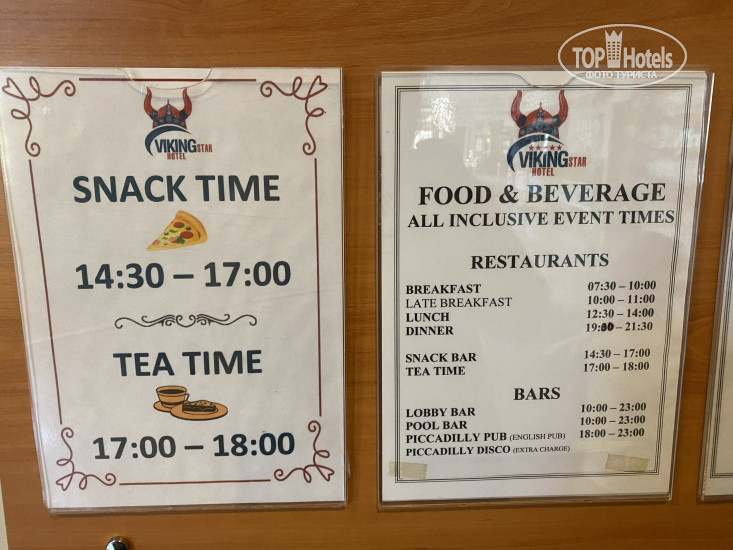 TOP Hotels
ФОТО ТУРИСТА
VIKING STAR
HOTEL
SNACK TIME
14:30 – 17:00
TEA TIME
17:00 – 18:00
VIKING STAR
HOTEL
FOOD & BEVERAGE
ALL INCLUSIVE EVENT TIMES
RESTAURANTS
BREAKFAST 07:30 – 10:00
LATE BREAKFAST 10:00 – 11:00
LUNCH 12:30 – 14:00
DINNER 19:00 – 21:30
SNACK BAR 14:30 – 17:00
TEA TIME 17:00 – 18:00
BARS
LOBBY BAR 10:00 – 23:00
POOL BAR 10:00 – 23:00
PICCADILLY PUB (ENGLISH PUB) 18:00 – 23:00
PICCADILLY DISCO (EXTRA CHARGE)